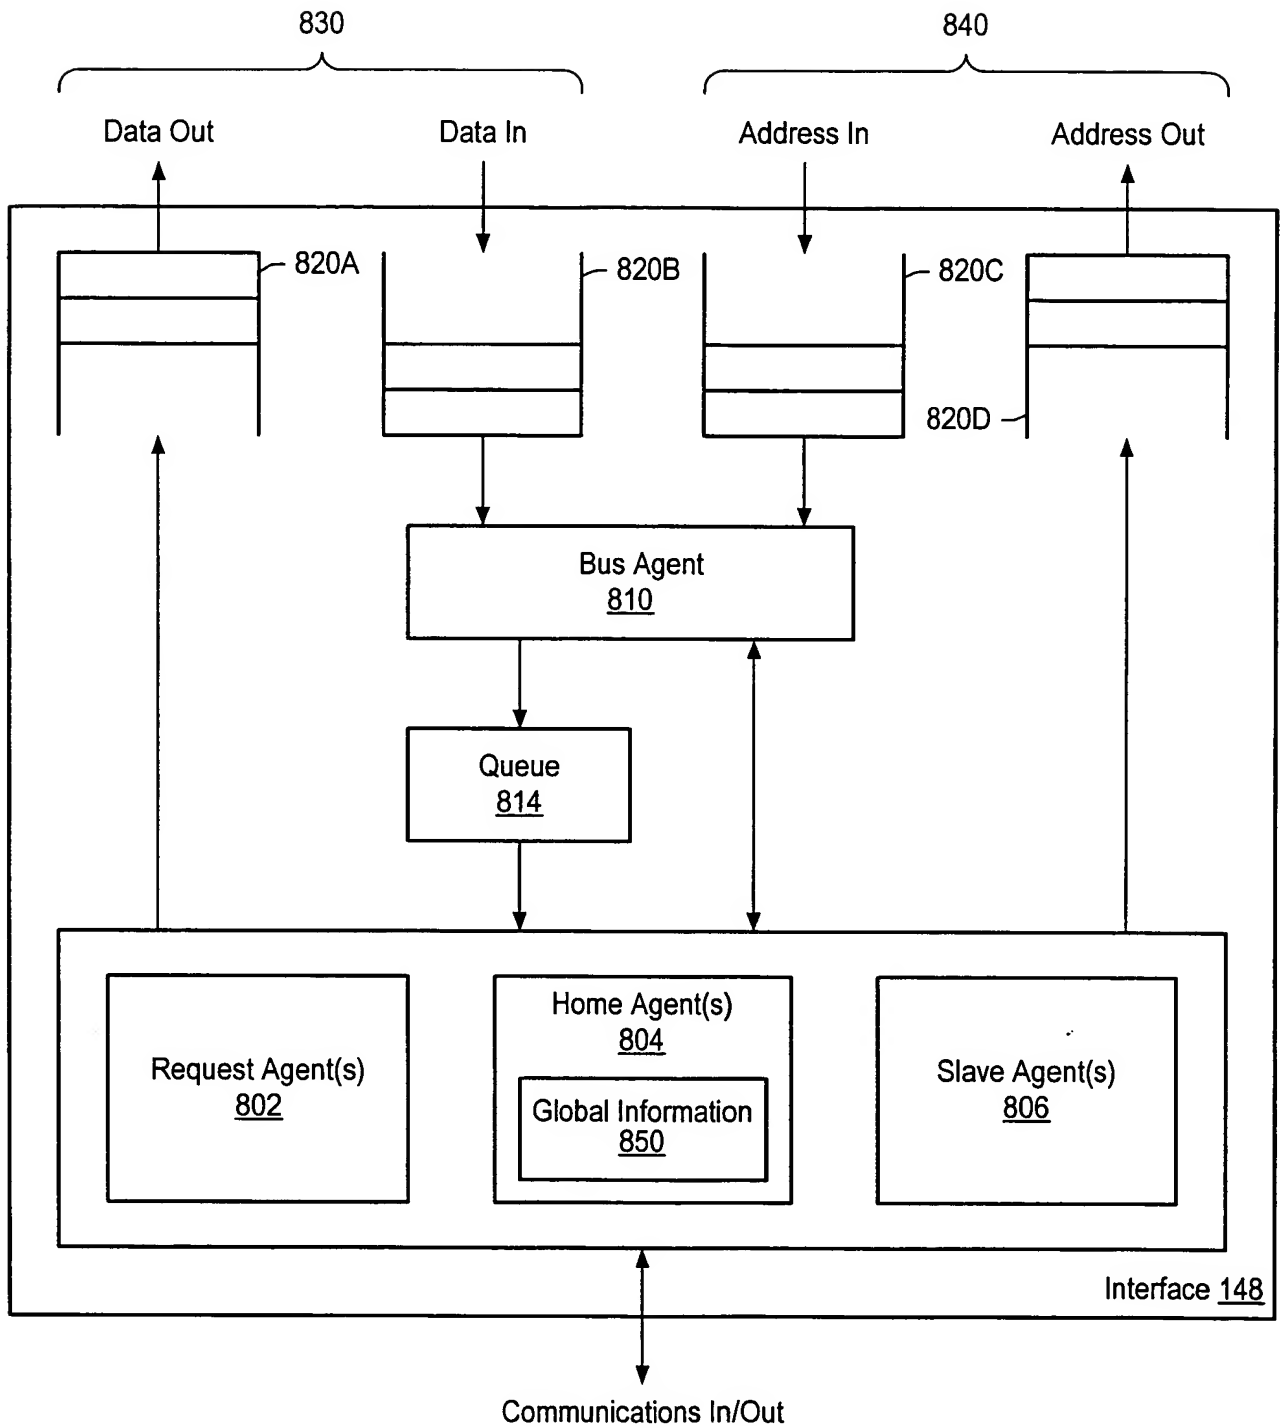 830
840
Data Out
Data In
Address In
Address Out
820A
820B
820C
820D
Bus Agent
810
Queue
814
Home Agent(s)
804
Request Agent(s)
802
Slave Agent(s)
806
Global Information
850
Interface 148
Communications In/Out